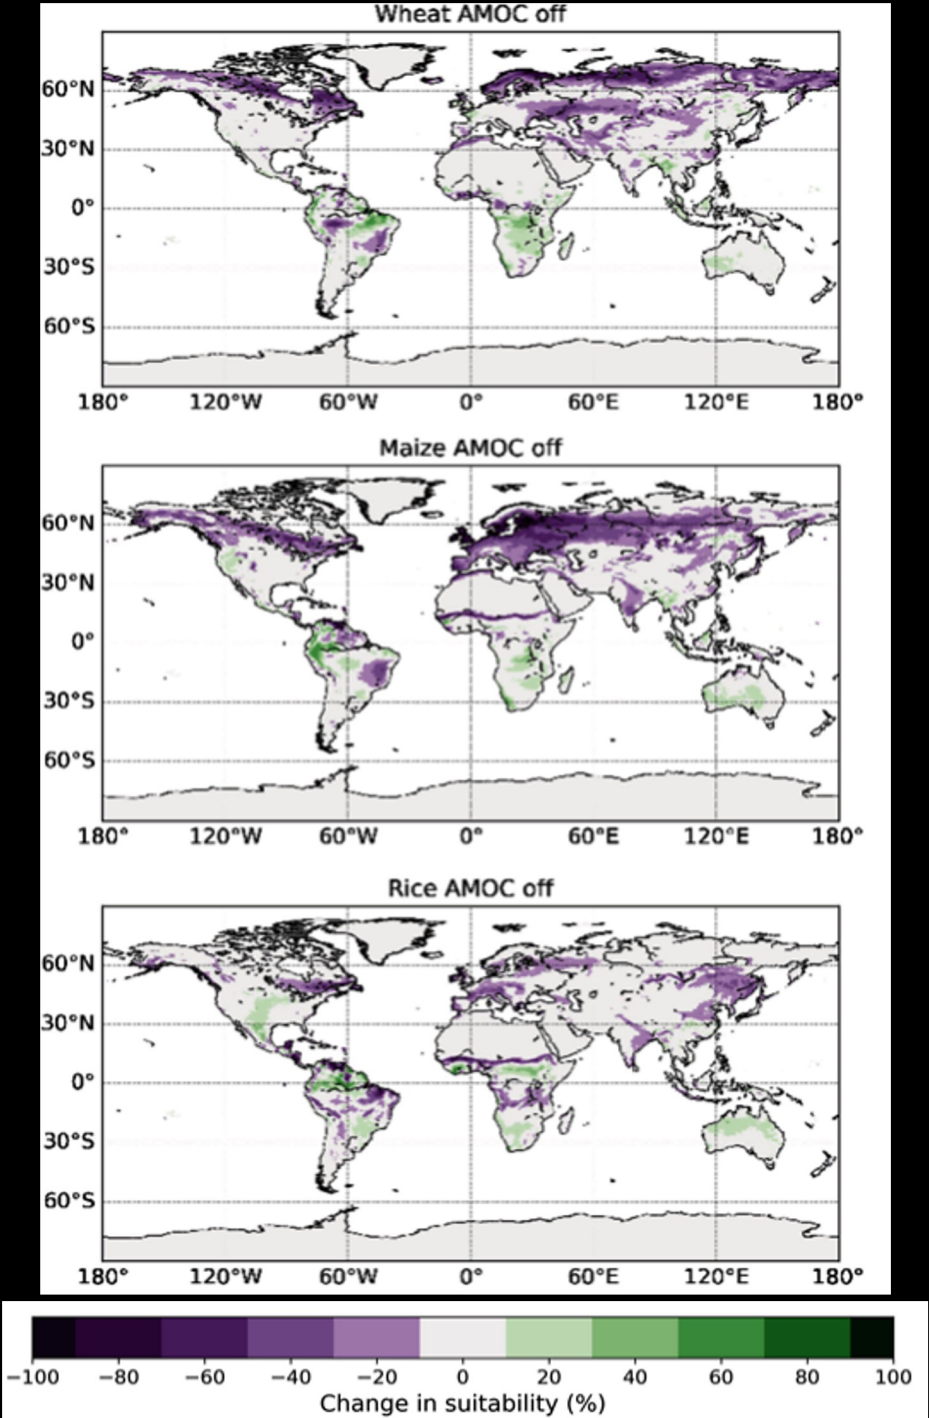 Wheat AMOC off
60°N
30°N
0°
30°S
60°S
180° 120°W 60°W 0° 60°E 120°E 180°
Maize AMOC off
60°N
30°N
0°
30°S
60°S
180° 120°W 60°W 0° 60°E 120°E 180°
Rice AMOC off
60°N
30°N
0°
30°S
60°S
180° 120°W 60°W 0° 60°E 120°E 180°
−100 −80 −60 −40 −20 0 20 40 60 80 100
Change in suitability (%)